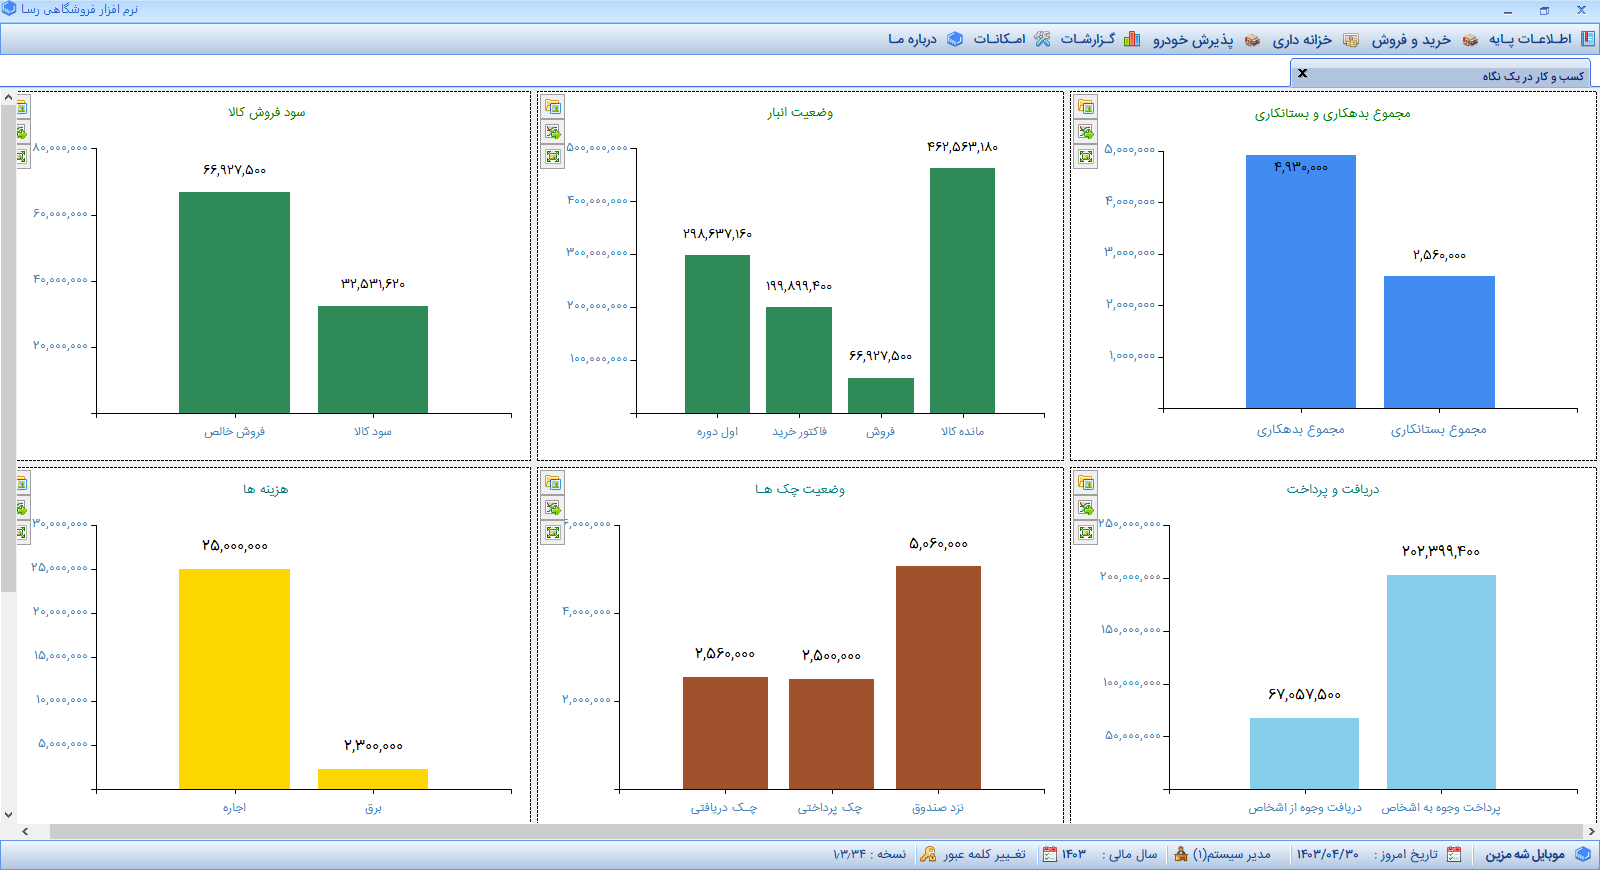 نرم افزار فروشگاهی رسا
اطلاعات پایه
خرید و فروش
خزانه داری
پذیرش خودرو
گزارشات
امکانات
درباره ما
کسب و کار در یک نگاه
مجموع بدهکاری و بستانکاری
۵,۰۰۰,۰۰۰
۴,۰۰۰,۰۰۰
۳,۰۰۰,۰۰۰
۲,۰۰۰,۰۰۰
۱,۰۰۰,۰۰۰
۴,۹۳۰,۰۰۰
۲,۵۶۰,۰۰۰
مجموع بدهکاری
مجموع بستانکاری
وضعیت انبار
۵۰۰,۰۰۰,۰۰۰
۴۰۰,۰۰۰,۰۰۰
۳۰۰,۰۰۰,۰۰۰
۲۰۰,۰۰۰,۰۰۰
۱۰۰,۰۰۰,۰۰۰
۲۹۸,۶۳۷,۱۶۰
۱۹۹,۸۹۹,۴۰۰
۶۶,۹۲۷,۵۰۰
۴۶۲,۵۶۳,۱۸۰
اول دوره
فاکتور خرید
فروش
مانده کالا
سود فروش کالا
۸۰,۰۰۰,۰۰۰
۶۰,۰۰۰,۰۰۰
۴۰,۰۰۰,۰۰۰
۲۰,۰۰۰,۰۰۰
۶۶,۹۲۷,۵۰۰
۳۲,۵۳۱,۶۲۰
فروش خالص
سود کالا
دریافت و پرداخت
۲۵۰,۰۰۰,۰۰۰
۲۰۰,۰۰۰,۰۰۰
۱۵۰,۰۰۰,۰۰۰
۱۰۰,۰۰۰,۰۰۰
۵۰,۰۰۰,۰۰۰
۶۷,۰۵۷,۵۰۰
۲۰۲,۳۹۹,۴۰۰
دریافت وجوه از اشخاص
پرداخت وجوه به اشخاص
وضعیت چک ها
۶,۰۰۰,۰۰۰
۴,۰۰۰,۰۰۰
۲,۰۰۰,۰۰۰
۲,۵۶۰,۰۰۰
۲,۵۰۰,۰۰۰
۵,۰۶۰,۰۰۰
چک دریافتی
چک پرداختی
نزد صندوق
هزینه ها
۳۰,۰۰۰,۰۰۰
۲۵,۰۰۰,۰۰۰
۲۰,۰۰۰,۰۰۰
۱۵,۰۰۰,۰۰۰
۱۰,۰۰۰,۰۰۰
۵,۰۰۰,۰۰۰
۲۵,۰۰۰,۰۰۰
۲,۳۰۰,۰۰۰
اجاره
برق
موبایل شه مزین
تاریخ امروز : ۱۴۰۳/۰۴/۳۰
مدیر سیستم(۱)
سال مالی : ۱۴۰۳
تغییر کلمه عبور
نسخه : ۱٫۳٫۳۴